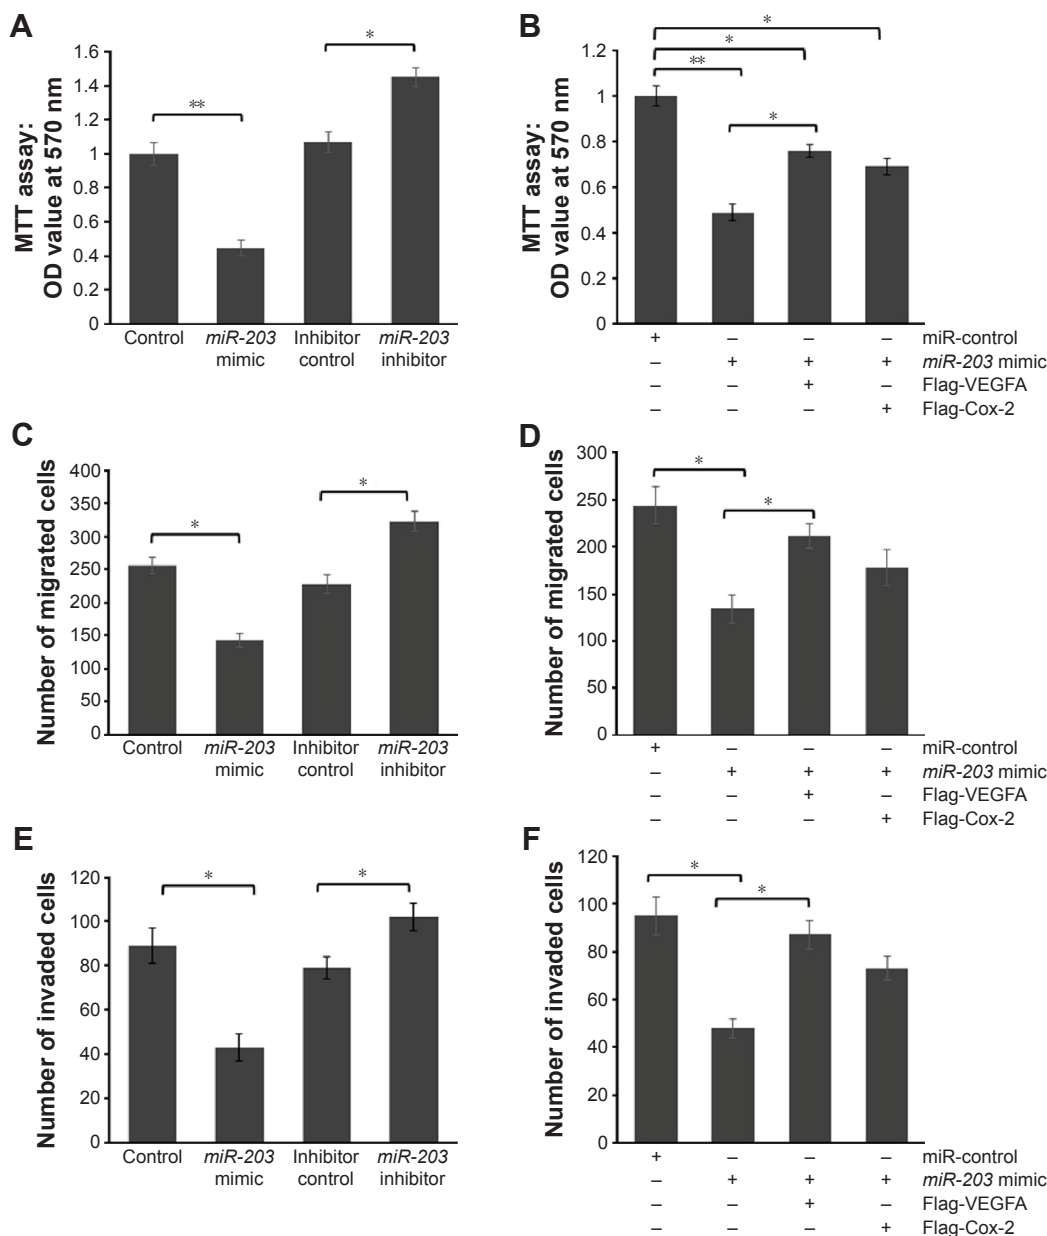 A
MTT assay:
OD value at 570 nm
1.6
1.4
1.2
1
0.8
0.6
0.4
0.2
0
**
*
Control
miR-203
mimic
Inhibitor
control
miR-203
inhibitor
B
MTT assay:
OD value at 570 nm
1.2
1
0.8
0.6
0.4
0.2
0
*
*
**
*
+ – – – miR-control
– + + + miR-203 mimic
– – + – Flag-VEGFA
– – – + Flag-Cox-2
C
Number of migrated cells
400
350
300
250
200
150
100
50
0
*
*
Control
miR-203
mimic
Inhibitor
control
miR-203
inhibitor
D
Number of migrated cells
300
250
200
150
100
50
0
*
*
+ – – – miR-control
– + + + miR-203 mimic
– – + – Flag-VEGFA
– – – + Flag-Cox-2
E
Number of invaded cells
120
100
80
60
40
20
0
*
*
Control
miR-203
mimic
Inhibitor
control
miR-203
inhibitor
F
Number of invaded cells
120
100
80
60
40
20
0
*
*
+ – – – miR-control
– + + + miR-203 mimic
– – + – Flag-VEGFA
– – – + Flag-Cox-2